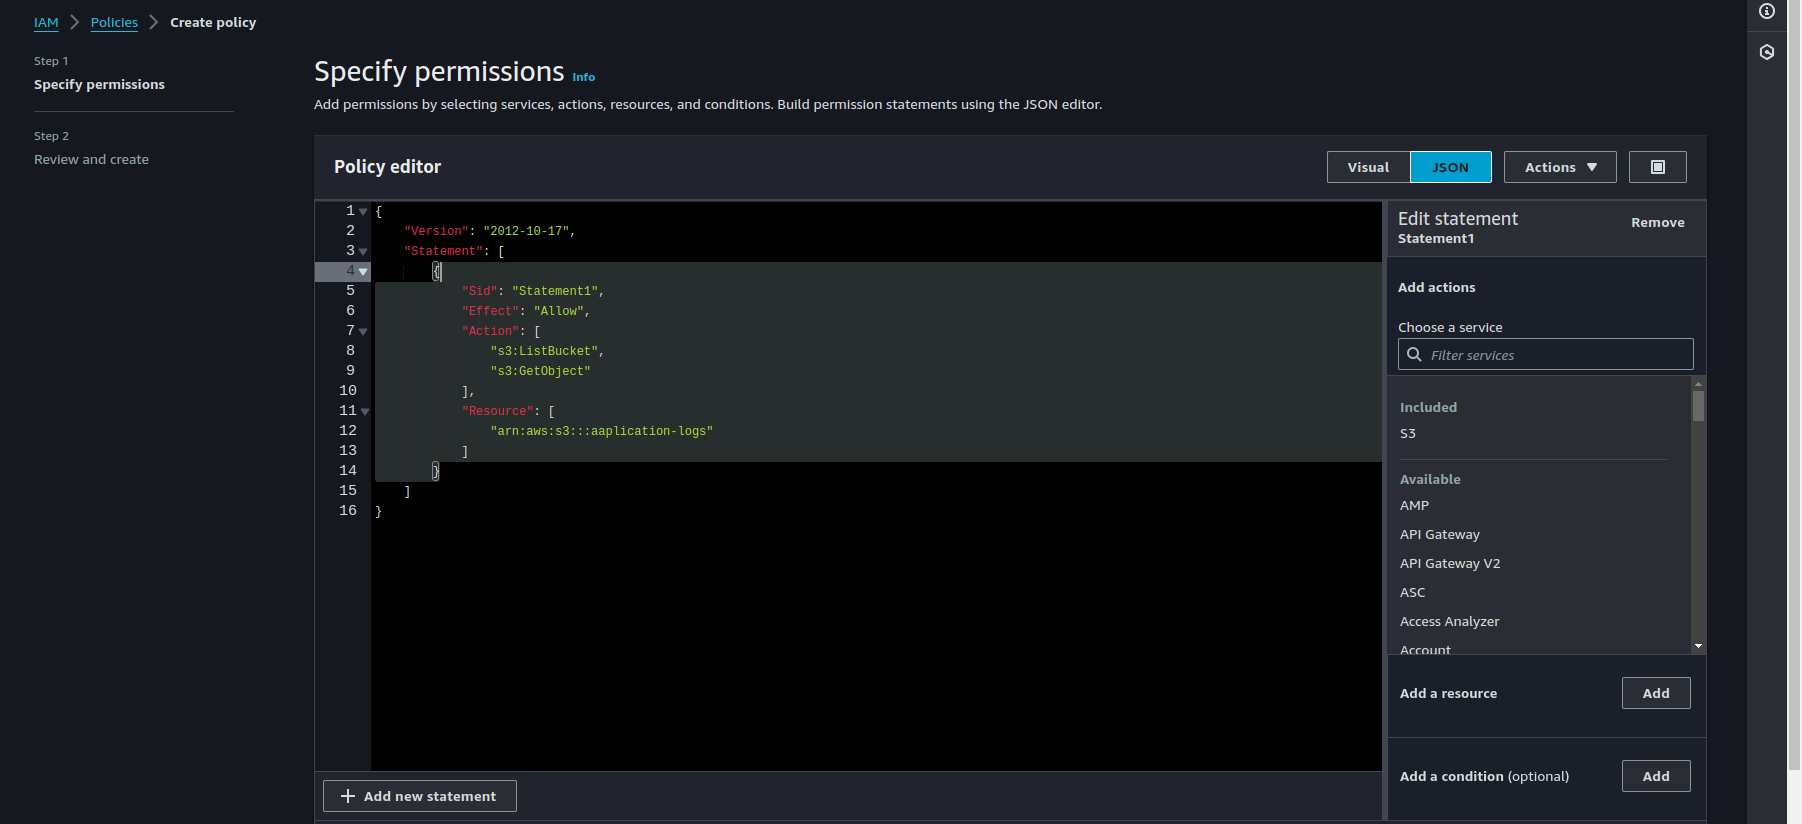 IAM > Policies > Create policy
Step 1
Specify permissions
Step 2
Review and create
Specify permissions Info
Add permissions by selecting services, actions, resources, and conditions. Build permission statements using the JSON editor.
Policy editor
Visual JSON Actions
1 {
2 "Version": "2012-10-17",
3 "Statement": [
4 {
5 "Sid": "Statement1",
6 "Effect": "Allow",
7 "Action": [
8 "s3:ListBucket",
9 "s3:GetObject"
10 ],
11 "Resource": [
12 "arn:aws:s3:::aaplication-logs"
13 ]
14 }
15 ]
16 }
+ Add new statement
Edit statement
Statement1
Remove
Add actions
Choose a service
Filter services
Included
S3
Available
AMP
API Gateway
API Gateway V2
ASC
Access Analyzer
Account
Add a resource Add
Add a condition (optional) Add